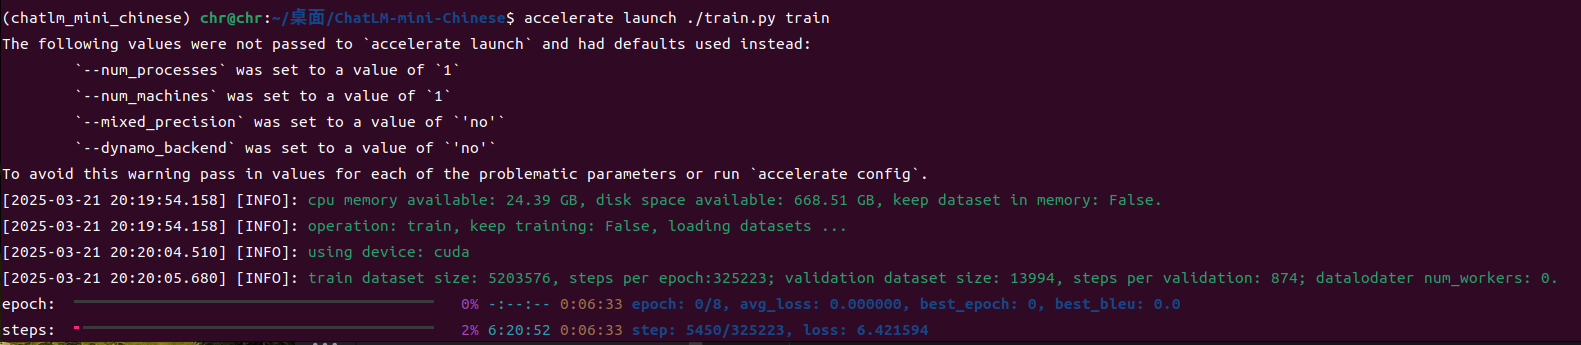 (chatlm_mini_chinese) chr@chr:~/桌面/ChatLM-mini-Chinese$ accelerate launch ./train.py train
The following values were not passed to `accelerate launch` and had defaults used instead:
`--num_processes` was set to a value of `1`
`--num_machines` was set to a value of `1`
`--mixed_precision` was set to a value of `'no'`
`--dynamo_backend` was set to a value of `'no'`
To avoid this warning pass in values for each of the problematic parameters or run `accelerate config`.
[2025-03-21 20:19:54.158] [INFO]: cpu memory available: 24.39 GB, disk space available: 668.51 GB, keep dataset in memory: False.
[2025-03-21 20:19:54.158] [INFO]: operation: train, keep training: False, loading datasets ...
[2025-03-21 20:20:04.510] [INFO]: using device: cuda
[2025-03-21 20:20:05.680] [INFO]: train dataset size: 5203576, steps per epoch:325223; validation dataset size: 13994, steps per validation: 874; datalodater num_workers: 0.
epoch: 0% -:--:-- 0:06:33 epoch: 0/8, avg_loss: 0.000000, best_epoch: 0, best_bleu: 0.0
steps: 2% 6:20:52 0:06:33 step: 5450/325223, loss: 6.421594